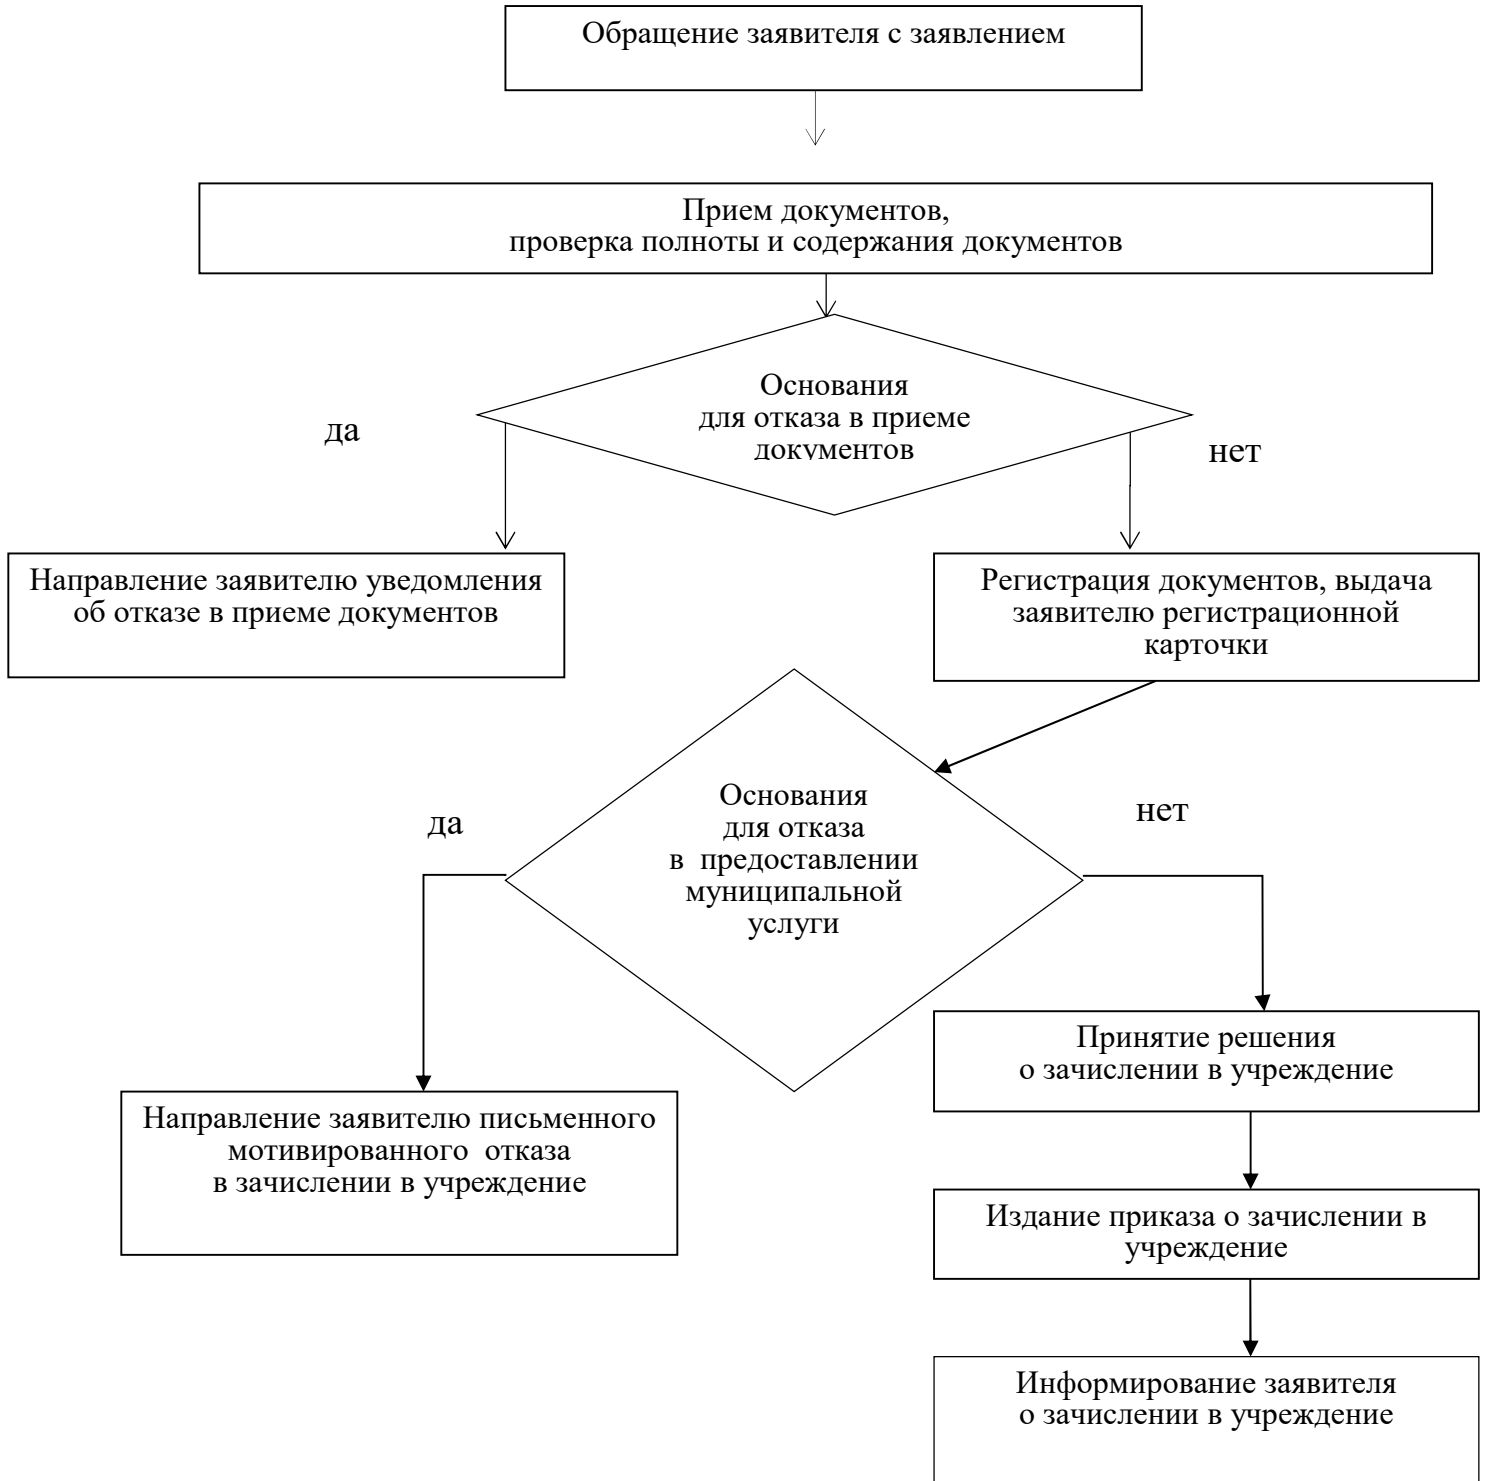 Обращение заявителя с заявлением
Прием документов,
проверка полноты и содержания документов
Основания
для отказа в приеме
документов
да
нет
Направление заявителю уведомления
об отказе в приеме документов
Регистрация документов, выдача
заявителю регистрационной
карточки
Основания
для отказа
в  предоставлении
муниципальной
услуги
да
нет
Принятие решения
о зачислении в учреждение
Направление заявителю письменного
мотивированного  отказа
в зачислении в учреждение
Издание приказа о зачислении в
учреждение
Информирование заявителя
о зачислении в учреждение